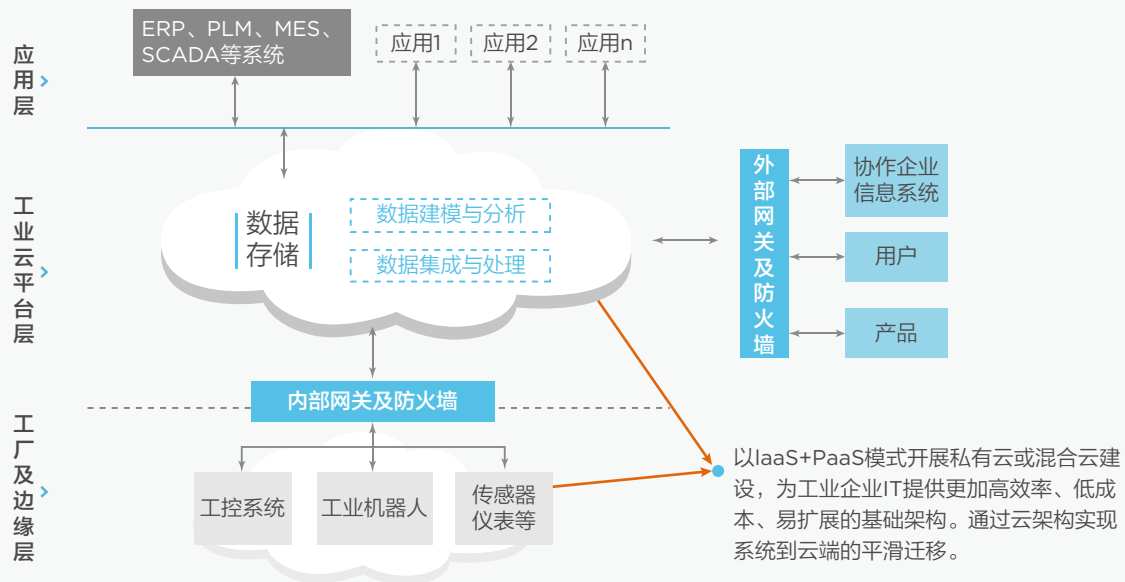 应用层
ERP、PLM、MES、
SCADA等系统
应用1
应用2
应用n
工业云平台层
数据
存储
数据建模与分析
数据集成与处理
外部网关及防火墙
协作企业
信息系统
用户
产品
内部网关及防火墙
工厂及边缘层
工控系统
工业机器人
传感器
仪表等
以IaaS+PaaS模式开展私有云或混合云建
设，为工业企业IT提供更加高效率、低成
本、易扩展的基础架构。通过云架构实现
系统到云端的平滑迁移。